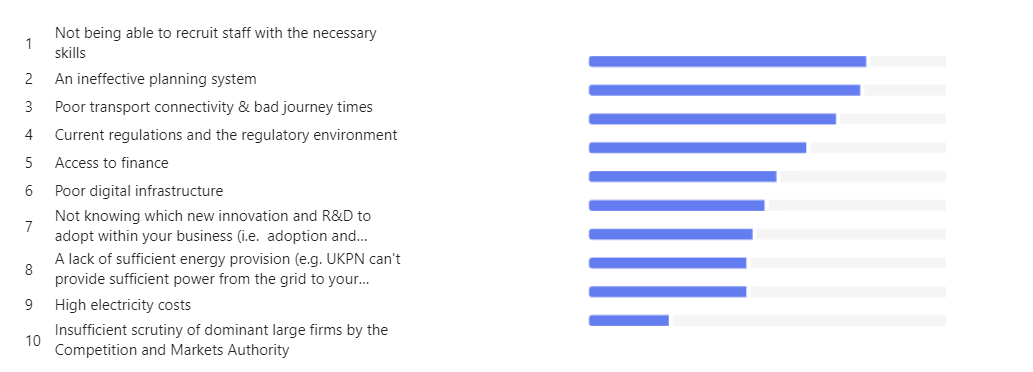 1 Not being able to recruit staff with the necessary
skills
2 An ineffective planning system
3 Poor transport connectivity & bad journey times
4 Current regulations and the regulatory environment
5 Access to finance
6 Poor digital infrastructure
7 Not knowing which new innovation and R&D to
adopt within your business (i.e.  adoption and...
8 A lack of sufficient energy provision (e.g. UKPN can't
provide sufficient power from the grid to your...
9 High electricity costs
10 Insufficient scrutiny of dominant large firms by the
Competition and Markets Authority